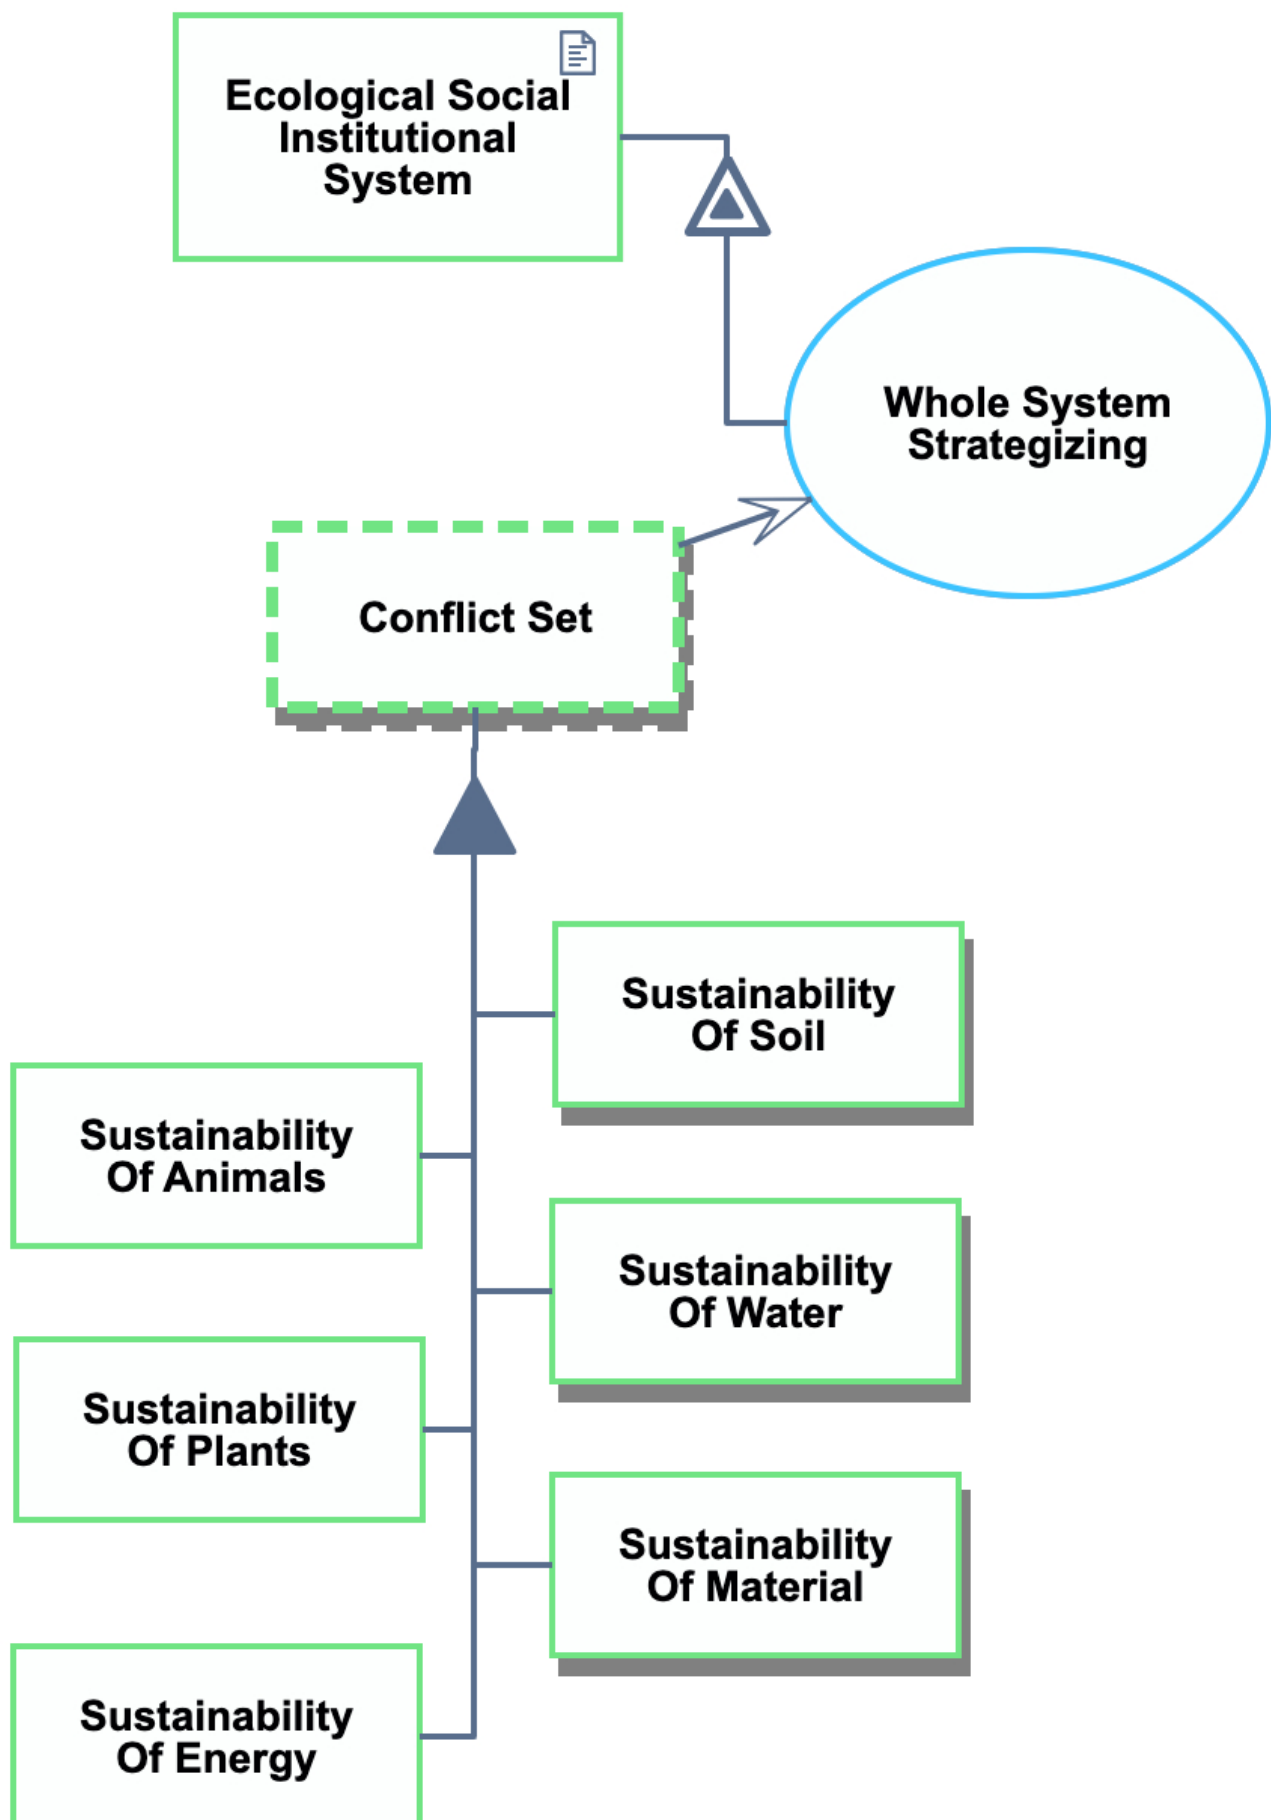 Ecological Social
Institutional
System
Whole System
Strategizing
Conflict Set
Sustainability
Of Soil
Sustainability
Of Animals
Sustainability
Of Water
Sustainability
Of Plants
Sustainability
Of Material
Sustainability
Of Energy